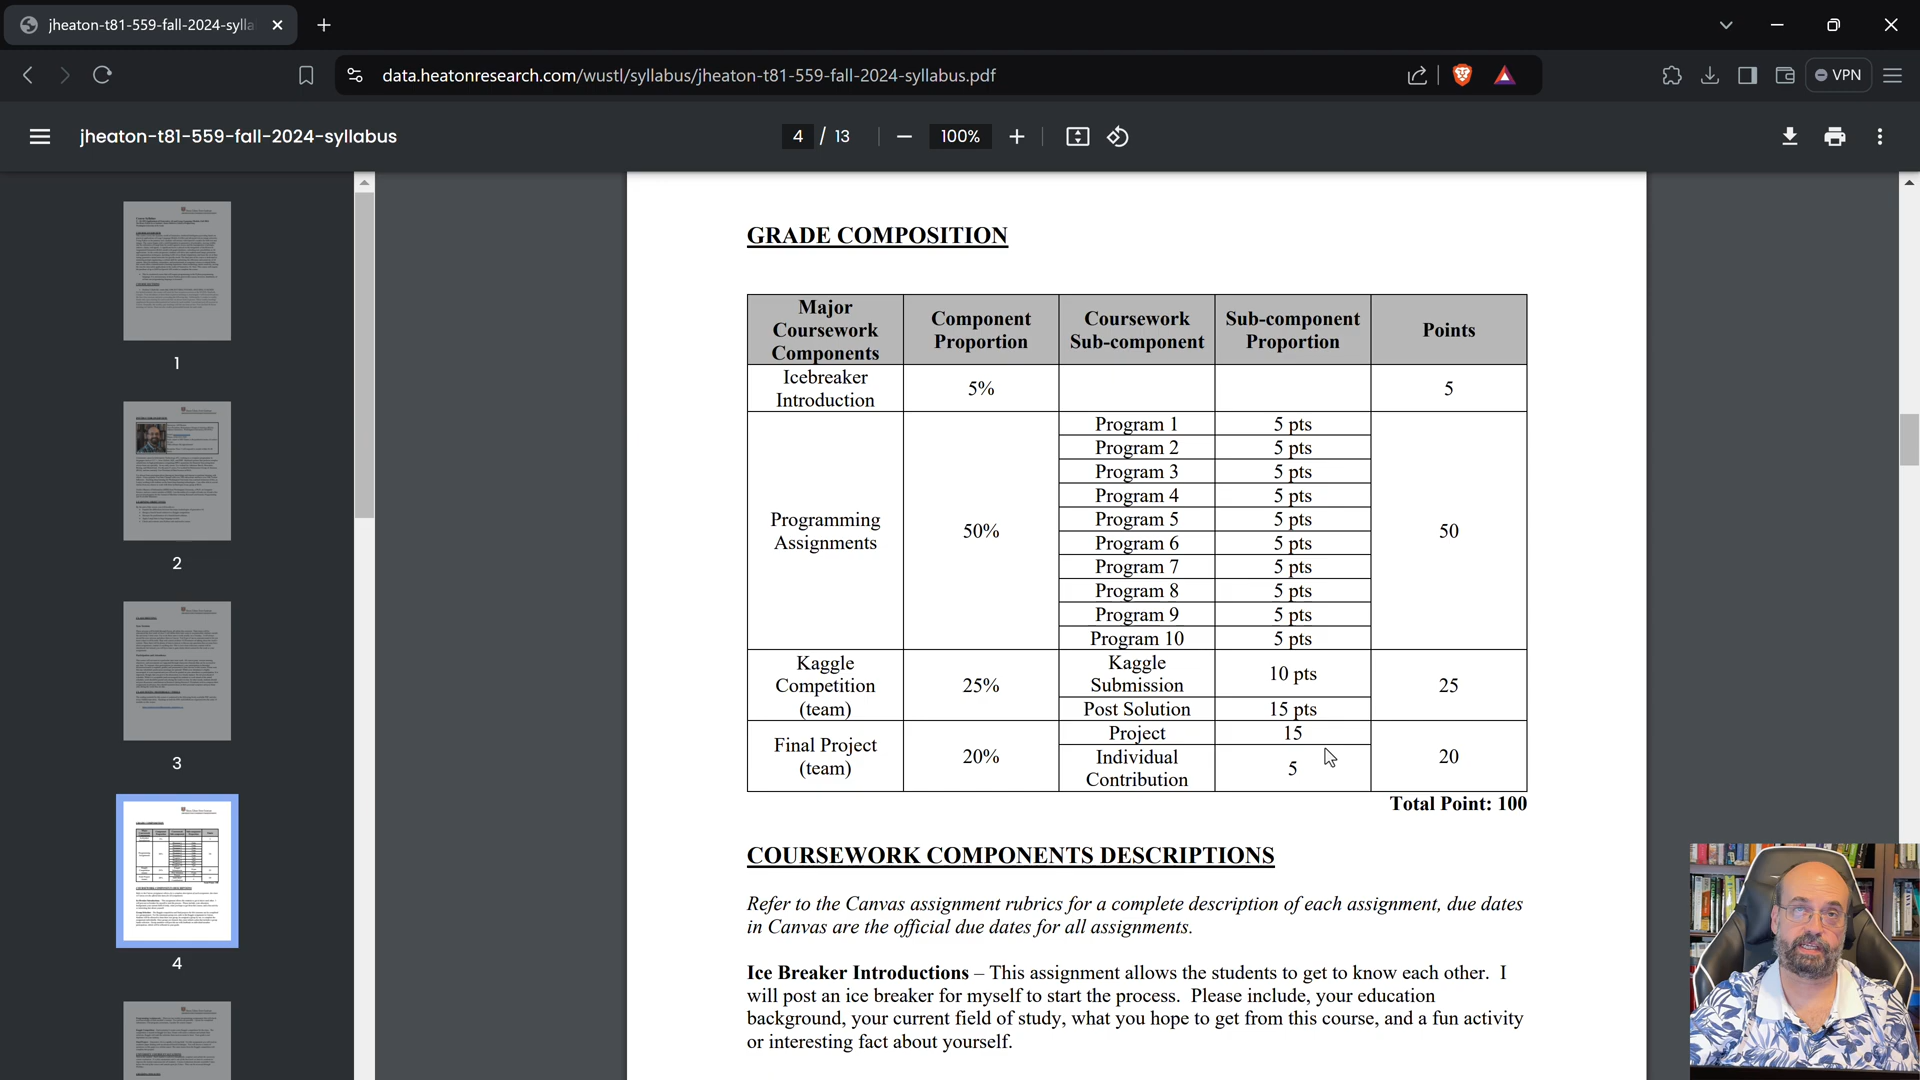 jheaton-t81-559-fall-2024-sylla
data.heatonresearch.com/wustl/syllabus/jheaton-t81-559-fall-2024-syllabus.pdf
VPN
jheaton-t81-559-fall-2024-syllabus
4 / 13
100%
1
2
3
4
GRADE COMPOSITION
Major Coursework Components
Component Proportion
Coursework Sub-component
Sub-component Proportion
Points
Icebreaker Introduction
5%
5
Programming Assignments
50%
Program 1 5 pts
Program 2 5 pts
Program 3 5 pts
Program 4 5 pts
Program 5 5 pts
Program 6 5 pts
Program 7 5 pts
Program 8 5 pts
Program 9 5 pts
Program 10 5 pts
50
Kaggle Competition (team)
25%
Kaggle Submission 10 pts
Post Solution 15 pts
25
Final Project (team)
20%
Project 15
Individual Contribution 5
20
Total Point: 100
COURSEWORK COMPONENTS DESCRIPTIONS
Refer to the Canvas assignment rubrics for a complete description of each assignment, due dates
in Canvas are the official due dates for all assignments.
Ice Breaker Introductions – This assignment allows the students to get to know each other. I
will post an ice breaker for myself to start the process. Please include, your education
background, your current field of study, what you hope to get from this course, and a fun activity
or interesting fact about yourself.